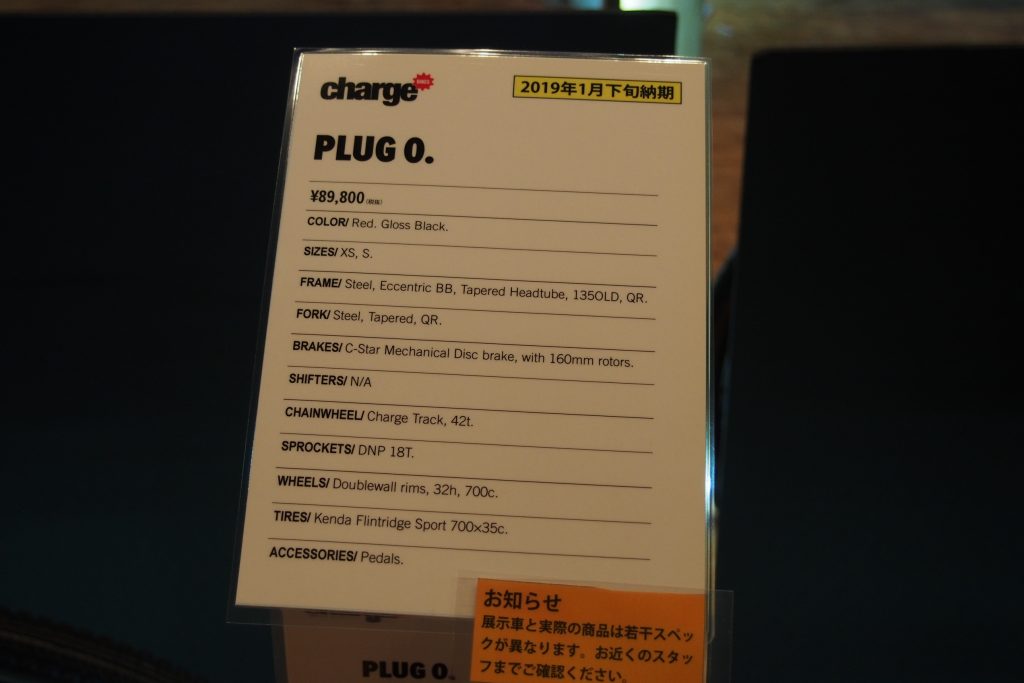 charge BIKES
2019年1月下旬納期
PLUG 0.
¥89,800(税抜)
COLOR/ Red. Gloss Black.
SIZES/ XS, S.
FRAME/ Steel, Eccentric BB, Tapered Headtube, 135OLD, QR.
FORK/ Steel, Tapered, QR.
BRAKES/ C-Star Mechanical Disc brake, with 160mm rotors.
SHIFTERS/ N/A
CHAINWHEEL/ Charge Track, 42t.
SPROCKETS/ DNP 18T.
WHEELS/ Doublewall rims, 32h, 700c.
TIRES/ Kenda Flintridge Sport 700×35c.
ACCESSORIES/ Pedals.
お知らせ
展示車と実際の商品は若干スペッ
クが異なります。お近くのスタッ
フまでご確認ください。
PLUG 0.